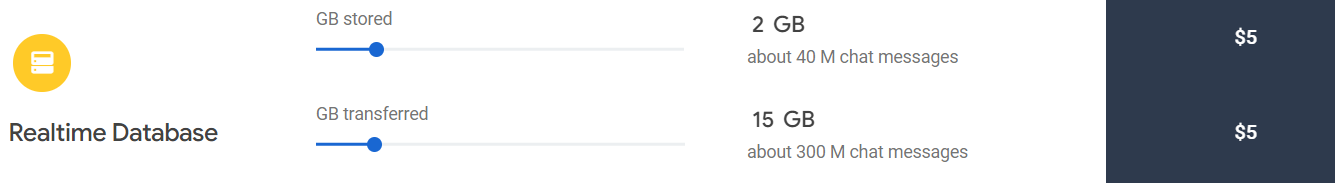 GB stored
2 GB
$5
about 40 M chat messages
Realtime Database
GB transferred
15 GB
$5
about 300 M chat messages